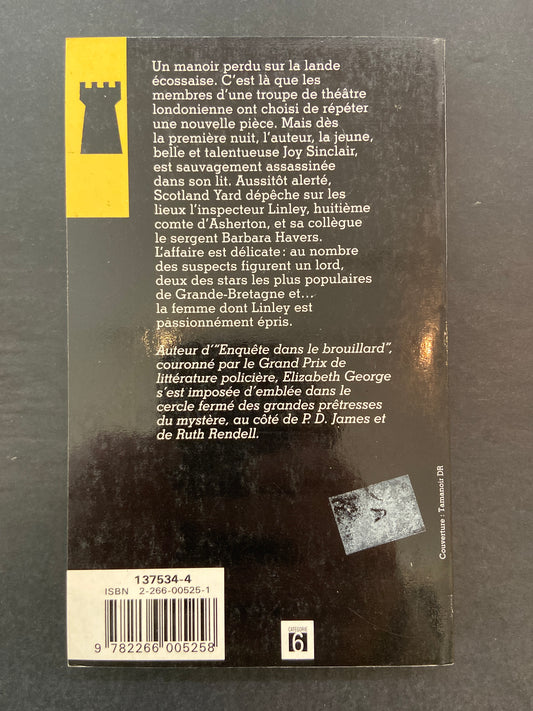 Un manoir perdu sur la lande
écossaise. C'est là que les
membres d'une troupe de théâtre
londonienne ont choisi de répéter
une nouvelle pièce. Mais dès
la première nuit, l'auteur, la jeune,
belle et talentueuse Joy Sinclair,
est sauvagement assassinée
dans son lit. Aussitôt alerté,
Scotland Yard dépêche sur les
lieux l'inspecteur Linley, huitième
comte d'Asherton, et sa collègue
le sergent Barbara Havers.
L'affaire est délicate : au nombre
des suspects figurent un lord,
deux des stars les plus populaires
de Grande-Bretagne et...
la femme dont Linley est
passionnément épris.
Auteur d'"Enquête dans le brouillard",
couronné par le Grand Prix de
littérature policière, Elizabeth George
s'est imposée d'emblée dans le
cercle fermé des grandes prêtresses
du mystère, au côté de P. D. James et
de Ruth Rendell.
Couverture : Tamanoir DR
137534-4
ISBN 2-266-00525-1
9 782266 005258
CATEGORIE
6